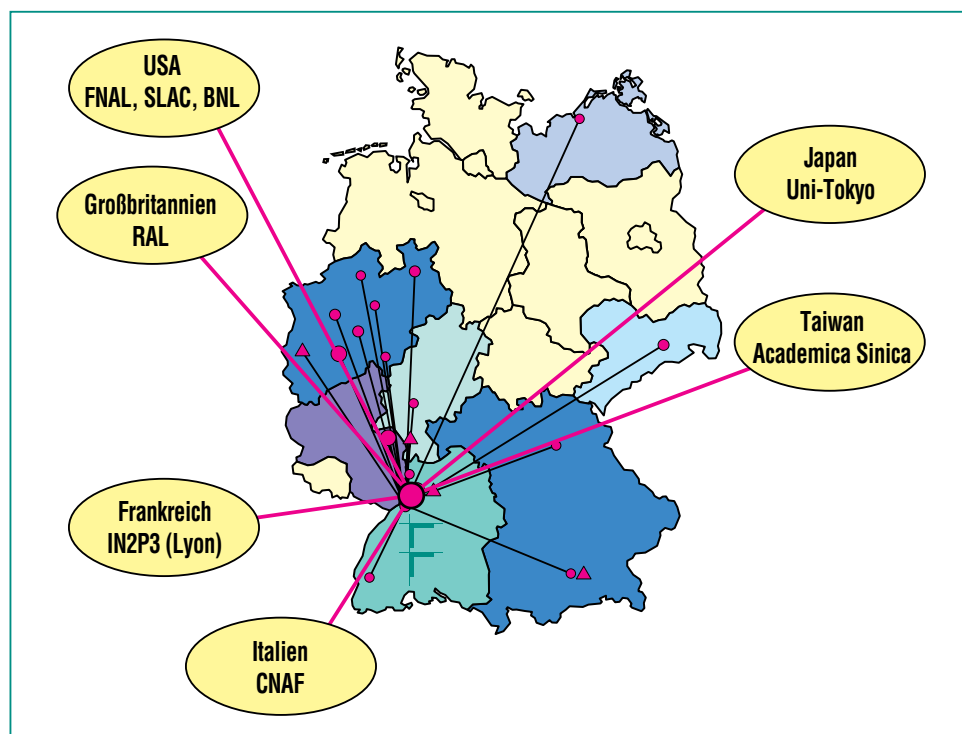 USA
FNAL, SLAC, BNL
Großbritannien
RAL
Japan
Uni-Tokyo
Taiwan
Academica Sinica
Frankreich
IN2P3 (Lyon)
Italien
CNAF